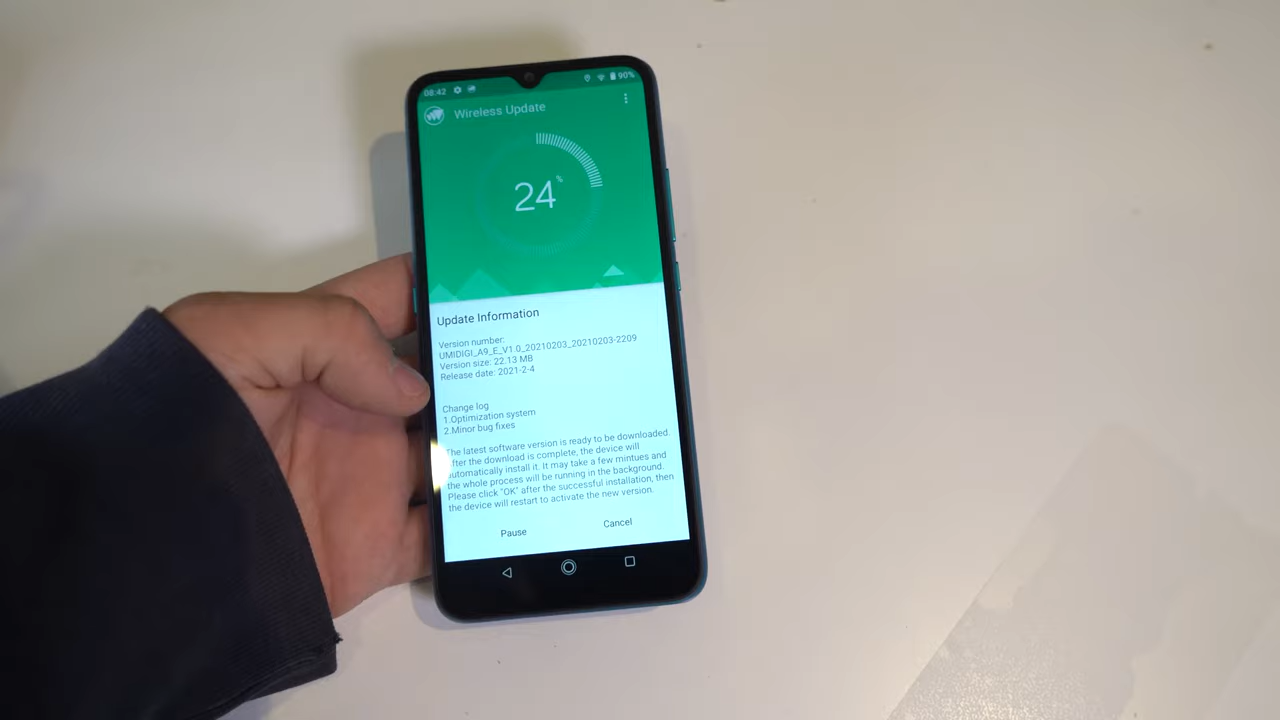 08:42 90%
Wireless Update
24%
Update Information
Version number:
UMIDIGI_A9_E_V1.0_20210203_20210203-2209
Version size: 22.13 MB
Release date: 2021-2-4
Change log
1.Optimization system
2.Minor bug fixes
The latest software version is ready to be downloaded.
After the download is complete, the device will
automatically install it. It may take a few mintues and
the whole process will be running in the background.
Please click "OK" after the successful installation, then
the device will restart to activate the new version.
Pause Cancel